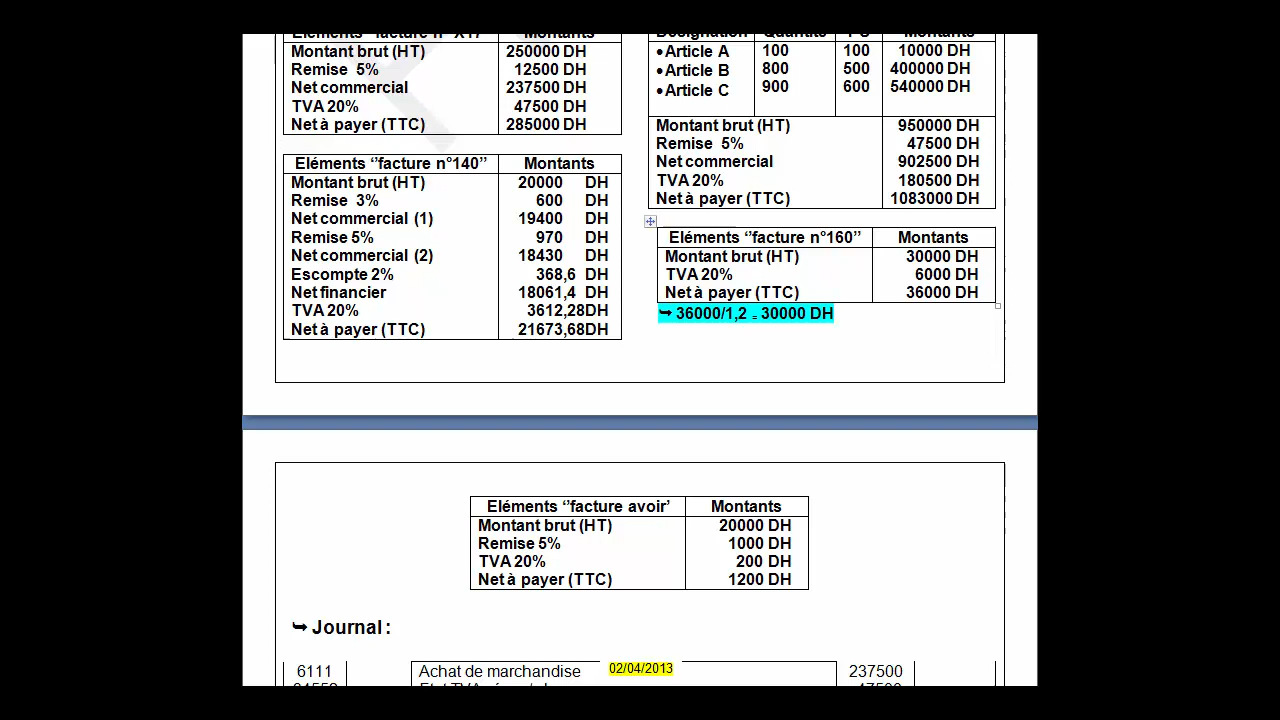 Eléments ‘’facture n° X17’’ Montants
Montant brut (HT) 250000 DH
Remise 5% 12500 DH
Net commercial 237500 DH
TVA 20% 47500 DH
Net à payer (TTC) 285000 DH
Eléments ‘’facture n°140’’ Montants
Montant brut (HT) 20000 DH
Remise 3% 600 DH
Net commercial (1) 19400 DH
Remise 5% 970 DH
Net commercial (2) 18430 DH
Escompte 2% 368,6 DH
Net financier 18061,4 DH
TVA 20% 3612,28DH
Net à payer (TTC) 21673,68DH
Désignation Quantité PU Montants
•Article A 100 100 10000 DH
•Article B 800 500 400000 DH
•Article C 900 600 540000 DH
Montant brut (HT) 950000 DH
Remise 5% 47500 DH
Net commercial 902500 DH
TVA 20% 180500 DH
Net à payer (TTC) 1083000 DH
Eléments ‘’facture n°160’’ Montants
Montant brut (HT) 30000 DH
TVA 20% 6000 DH
Net à payer (TTC) 36000 DH
➥ 36000/1,2 = 30000 DH
Eléments ‘’facture avoir’ Montants
Montant brut (HT) 20000 DH
Remise 5% 1000 DH
TVA 20% 200 DH
Net à payer (TTC) 1200 DH
➥ Journal :
02/04/2013
6111 Achat de marchandise 237500